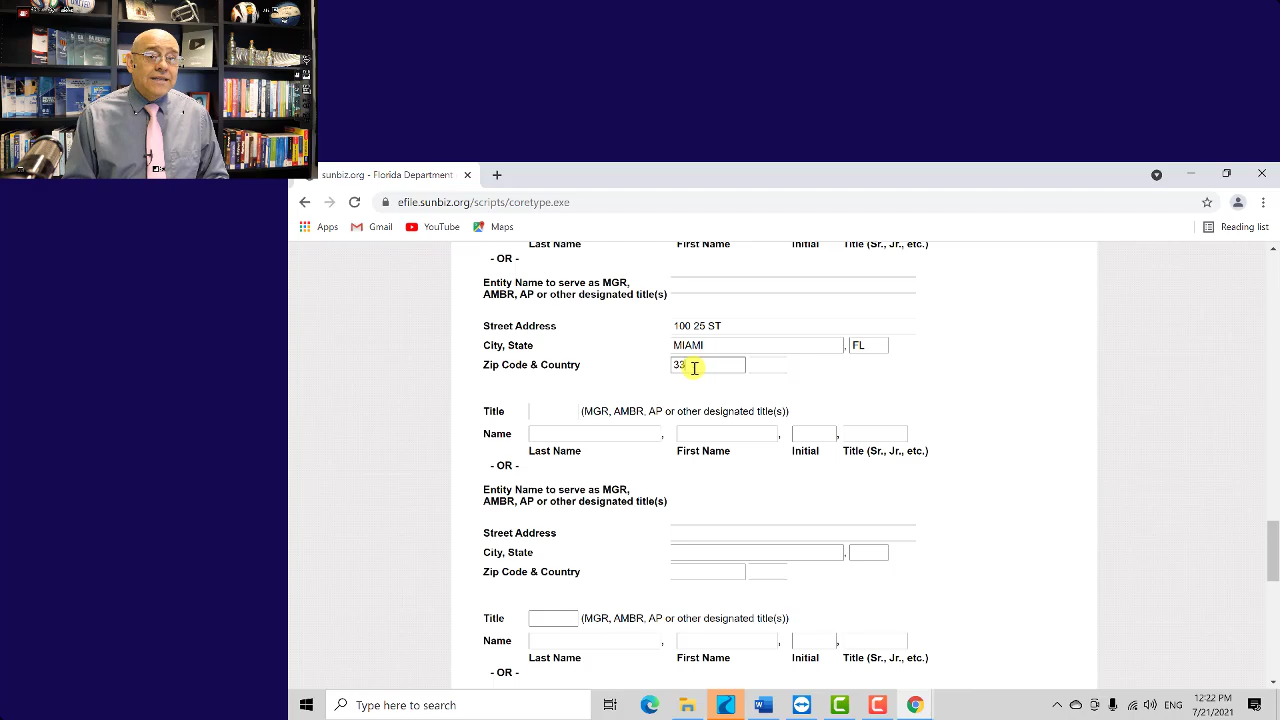 sunbiz.org - Florida Department
efile.sunbiz.org/scripts/coretype.exe
Apps Gmail YouTube Maps Reading list
Last Name First Name Initial Title (Sr., Jr., etc.)
- OR -
Entity Name to serve as MGR,
AMBR, AP or other designated title(s)
Street Address 100 25 ST
City, State MIAMI , FL
Zip Code & Country 33
Title (MGR, AMBR, AP or other designated title(s))
Name , , ,
Last Name First Name Initial Title (Sr., Jr., etc.)
- OR -
Entity Name to serve as MGR,
AMBR, AP or other designated title(s)
Street Address
City, State ,
Zip Code & Country
Title (MGR, AMBR, AP or other designated title(s))
Name , , ,
Last Name First Name Initial Title (Sr., Jr., etc.)
- OR -
Type here to search
ENG 12:22 PM
7/21/2021